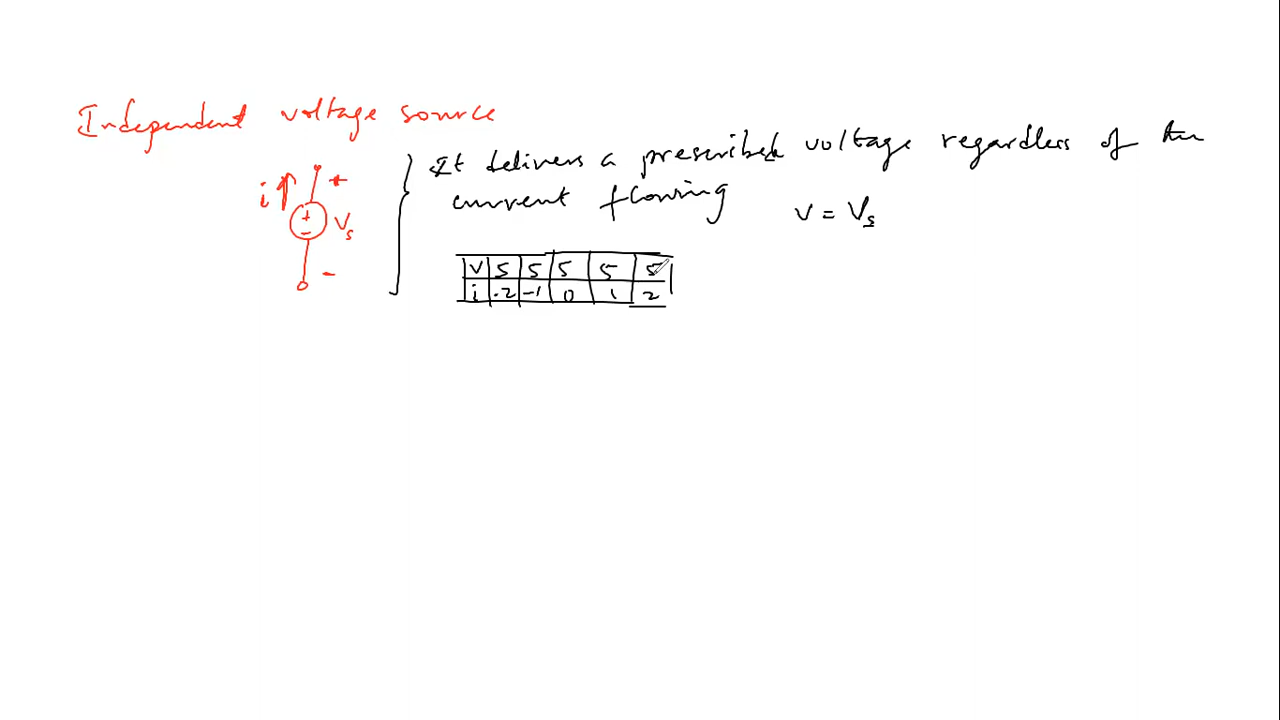 Independent voltage source
It delivers a prescribed voltage regardless of the
current flowing
v = Vs
i
+
+
-
Vs
-
V 5 5 5 5 5
i -2 -1 0 1 2